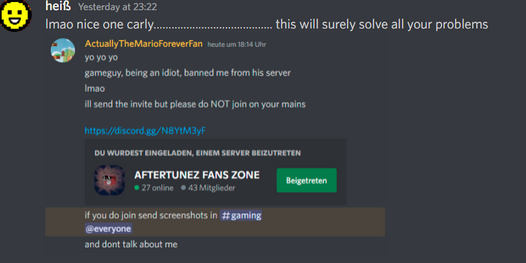 heiß Yesterday at 23:22
lmao nice one carly....................................... this will surely solve all your problems
ActuallyTheMarioForeverFan heute um 18:14 Uhr
yo yo yo
gameguy, being an idiot, banned me from his server
lmao
ill send the invite but please do NOT join on your mains
https://discord.gg/N8YtM3yF
DU WURDEST EINGELADEN, EINEM SERVER BEIZUTRETEN
AFTERTUNEZ FANS ZONE
27 online 43 Mitglieder
Beigetreten
if you do join send screenshots in #gaming
@everyone
and dont talk about me